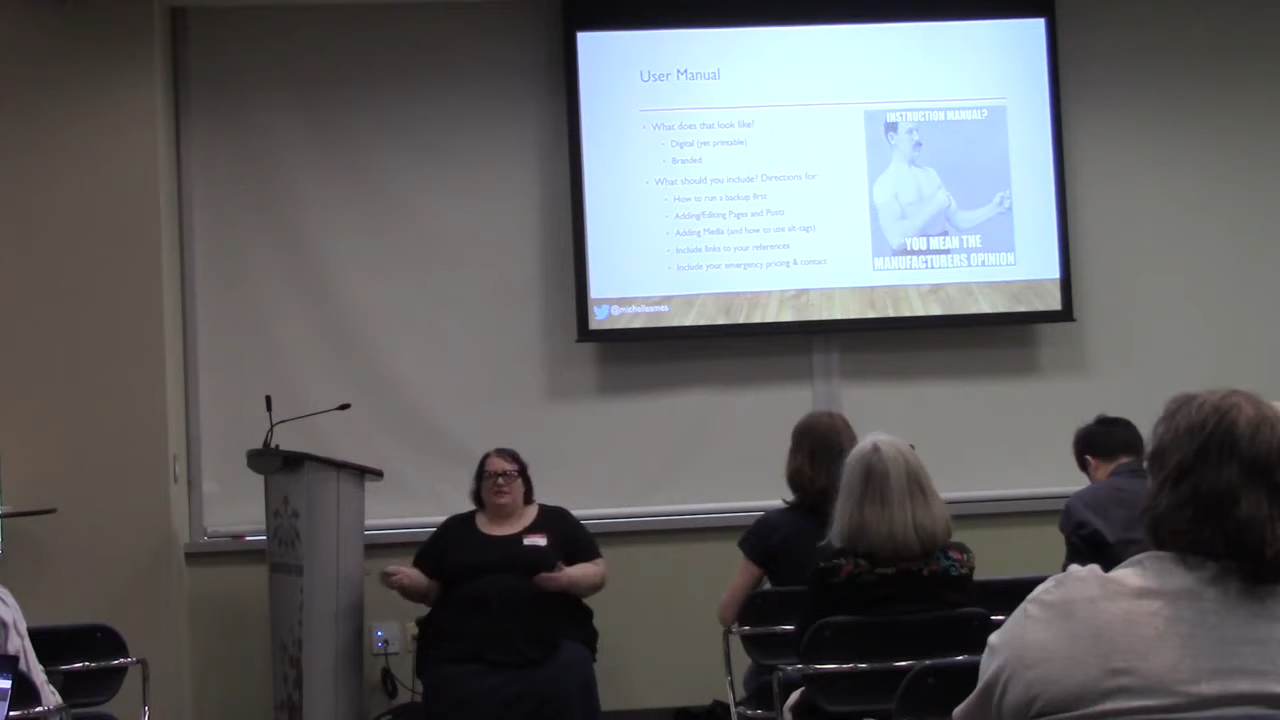 User Manual
• What does that look like?
• Digital (yet printable)
• Branded
• What should you include? Directions for
• How to run a backup first
• Adding/Editing Pages and Posts
• Adding Media (and how to use alt-tags)
• Include links to your references
• Include your emergency pricing & contact
INSTRUCTION MANUAL?
YOU MEAN THE
MANUFACTURERS OPINION
@michelleames